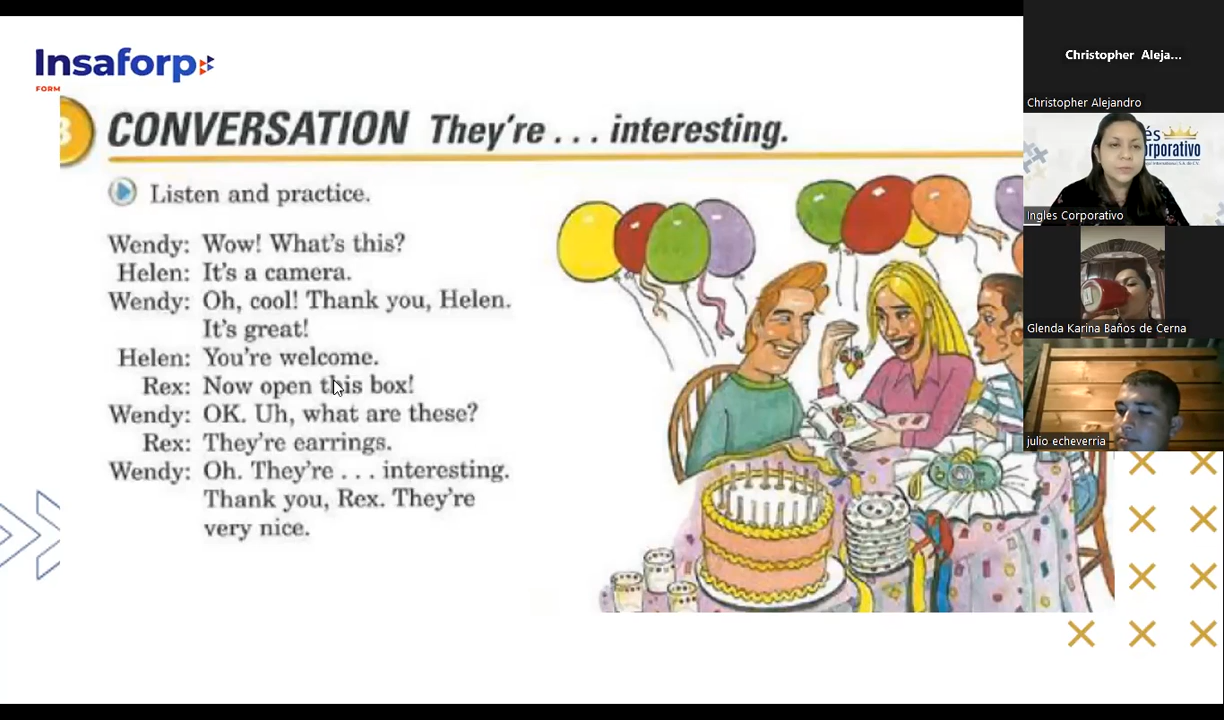 Insaforp
FORM
3 CONVERSATION They're . . . interesting.
Listen and practice.
Wendy: Wow! What's this?
Helen: It's a camera.
Wendy: Oh, cool! Thank you, Helen.
It's great!
Helen: You're welcome.
Rex: Now open this box!
Wendy: OK. Uh, what are these?
Rex: They're earrings.
Wendy: Oh. They're . . . interesting.
Thank you, Rex. They're
very nice.
Christopher Aleja...
Christopher Alejandro
és
orporativo
Ingles Corporativo
Glenda Karina Baños de Cerna
julio echeverria